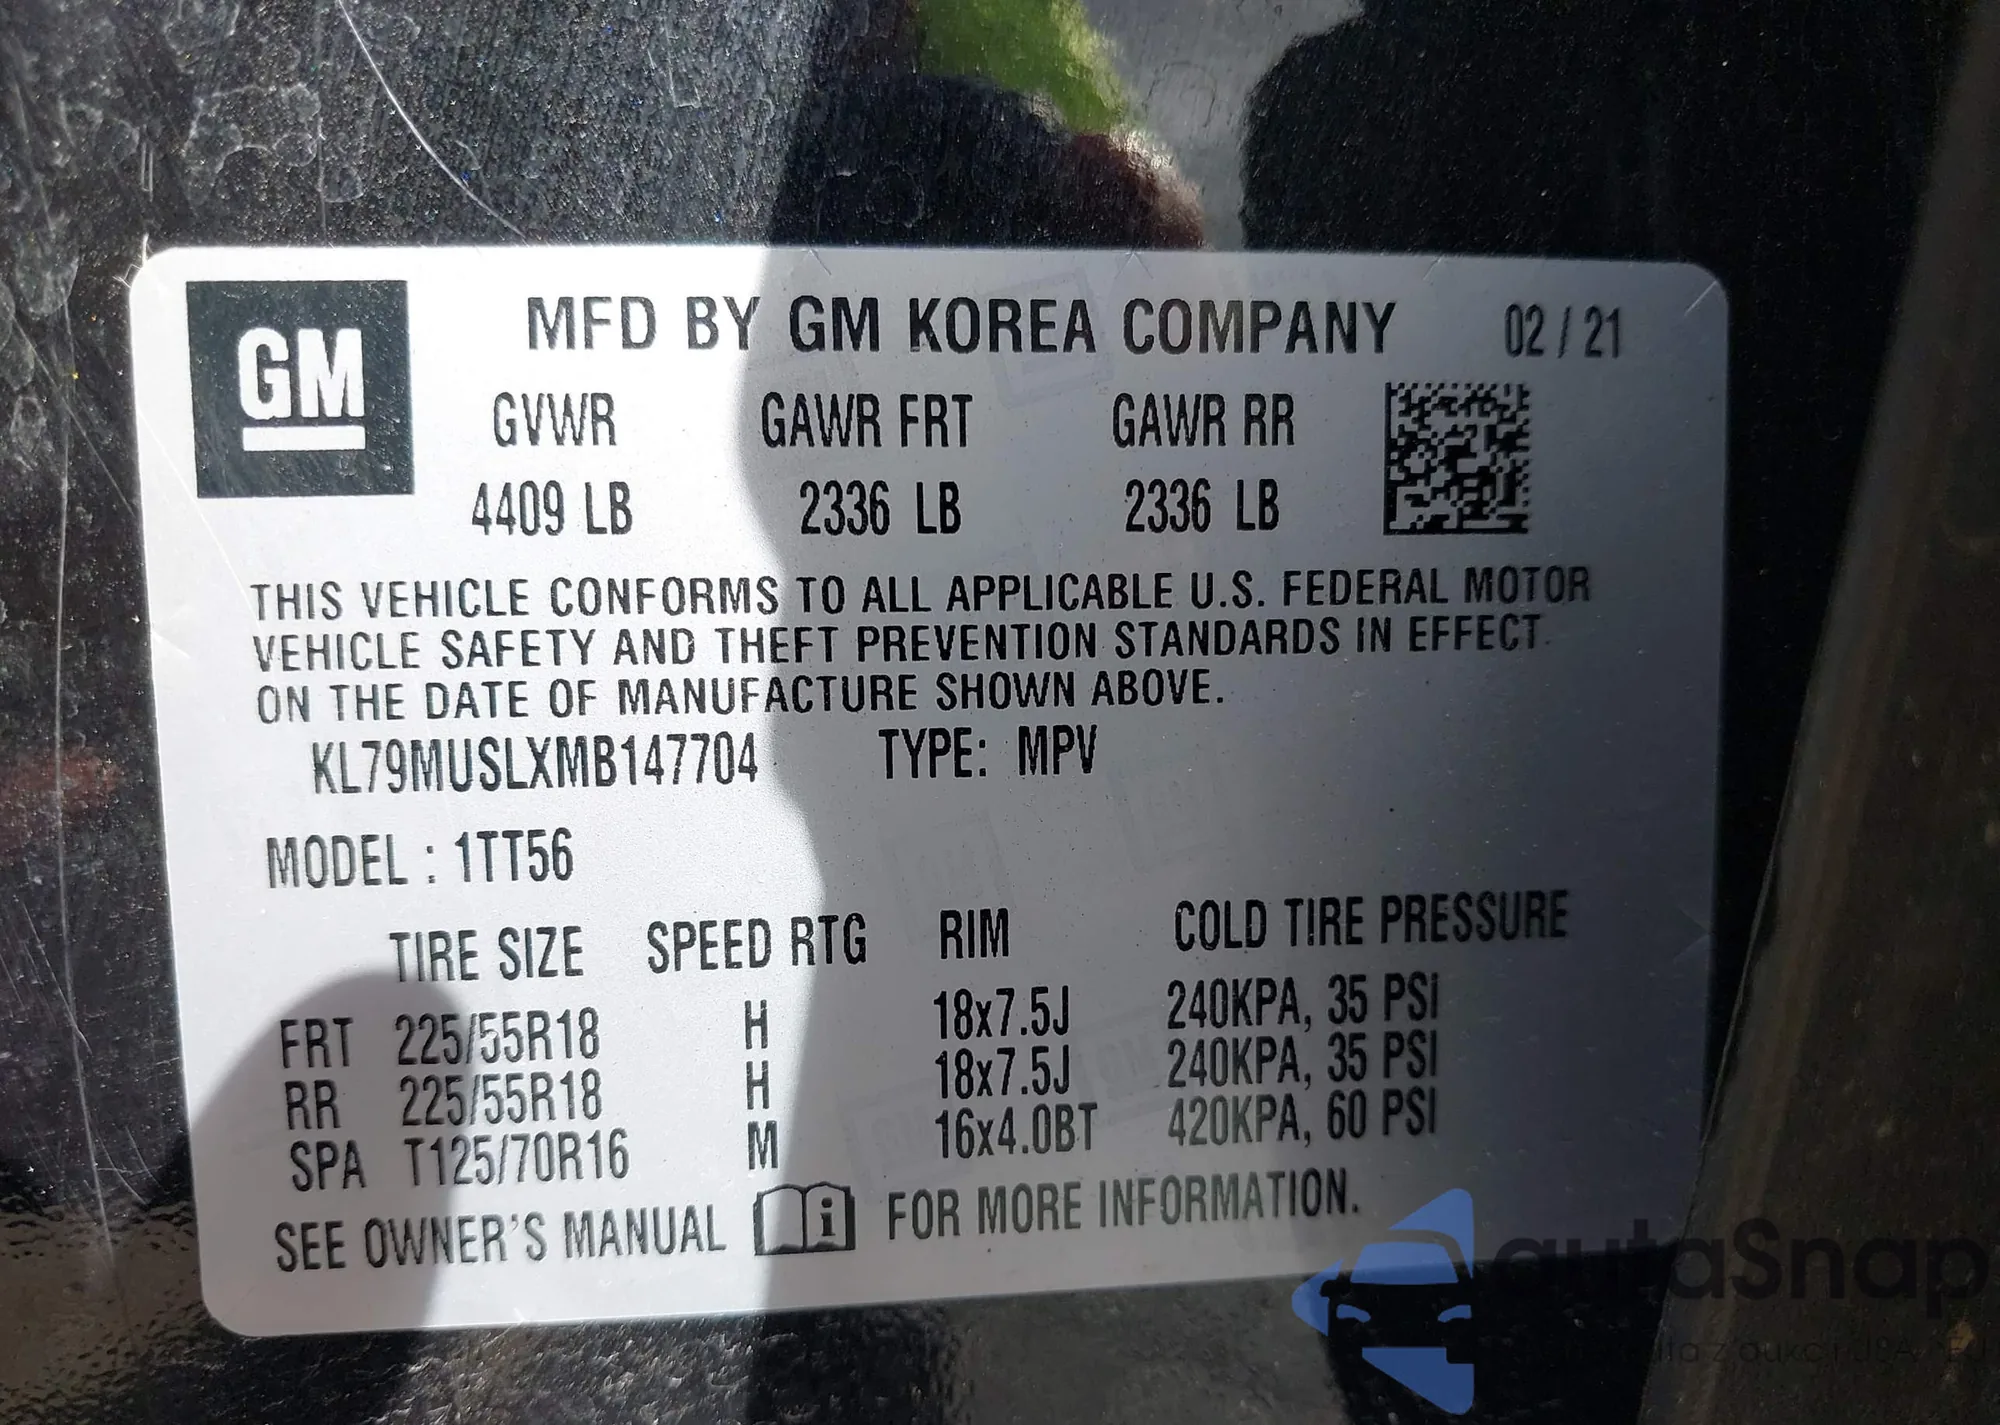 GM
MFD BY GM KOREA COMPANY 02 / 21
GVWR GAWR FRT GAWR RR
4409 LB 2336 LB 2336 LB
THIS VEHICLE CONFORMS TO ALL APPLICABLE U.S. FEDERAL MOTOR
VEHICLE SAFETY AND THEFT PREVENTION STANDARDS IN EFFECT
ON THE DATE OF MANUFACTURE SHOWN ABOVE.
KL79MUSLXMB147704 TYPE: MPV
MODEL : 1TT56
TIRE SIZE SPEED RTG RIM COLD TIRE PRESSURE
FRT 225/55R18 H 18x7.5J 240KPA, 35 PSI
RR 225/55R18 H 18x7.5J 240KPA, 35 PSI
SPA T125/70R16 M 16x4.0BT 420KPA, 60 PSI
SEE OWNER'S MANUAL i FOR MORE INFORMATION.
autaSnap
z aukcji USA